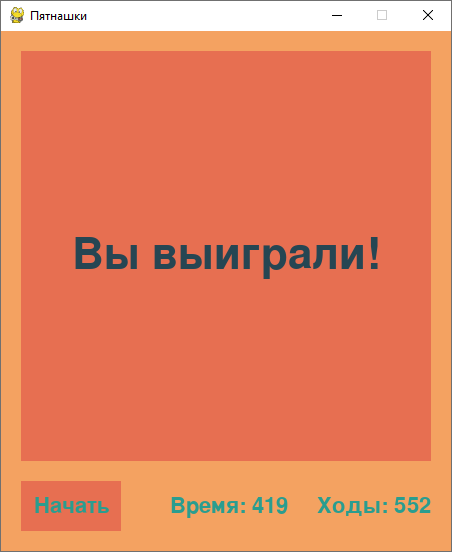 Пятнашки
Вы выиграли!
Начать
Время: 419
Ходы: 552